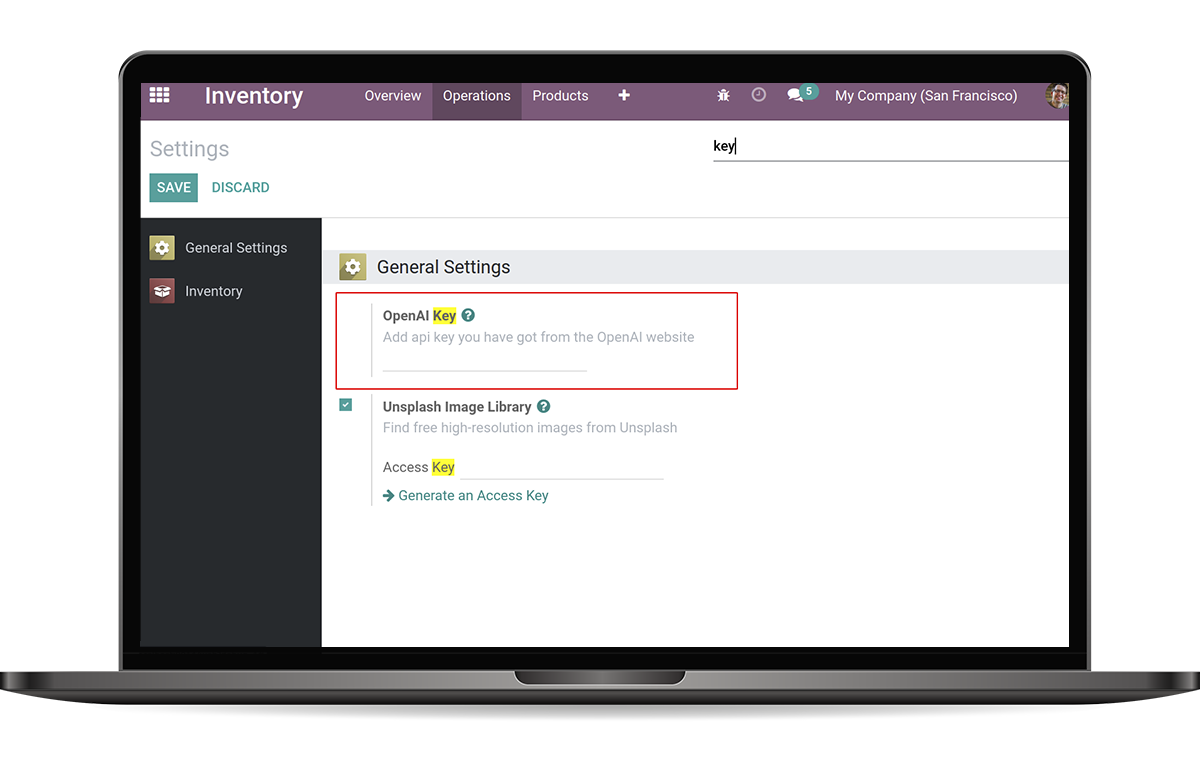 Inventory Overview Operations Products + 5 My Company (San Francisco)
Settings key
SAVE DISCARD
General Settings
Inventory
General Settings
OpenAI Key ?
Add api key you have got from the OpenAI website
Unsplash Image Library ?
Find free high-resolution images from Unsplash
Access Key
Generate an Access Key